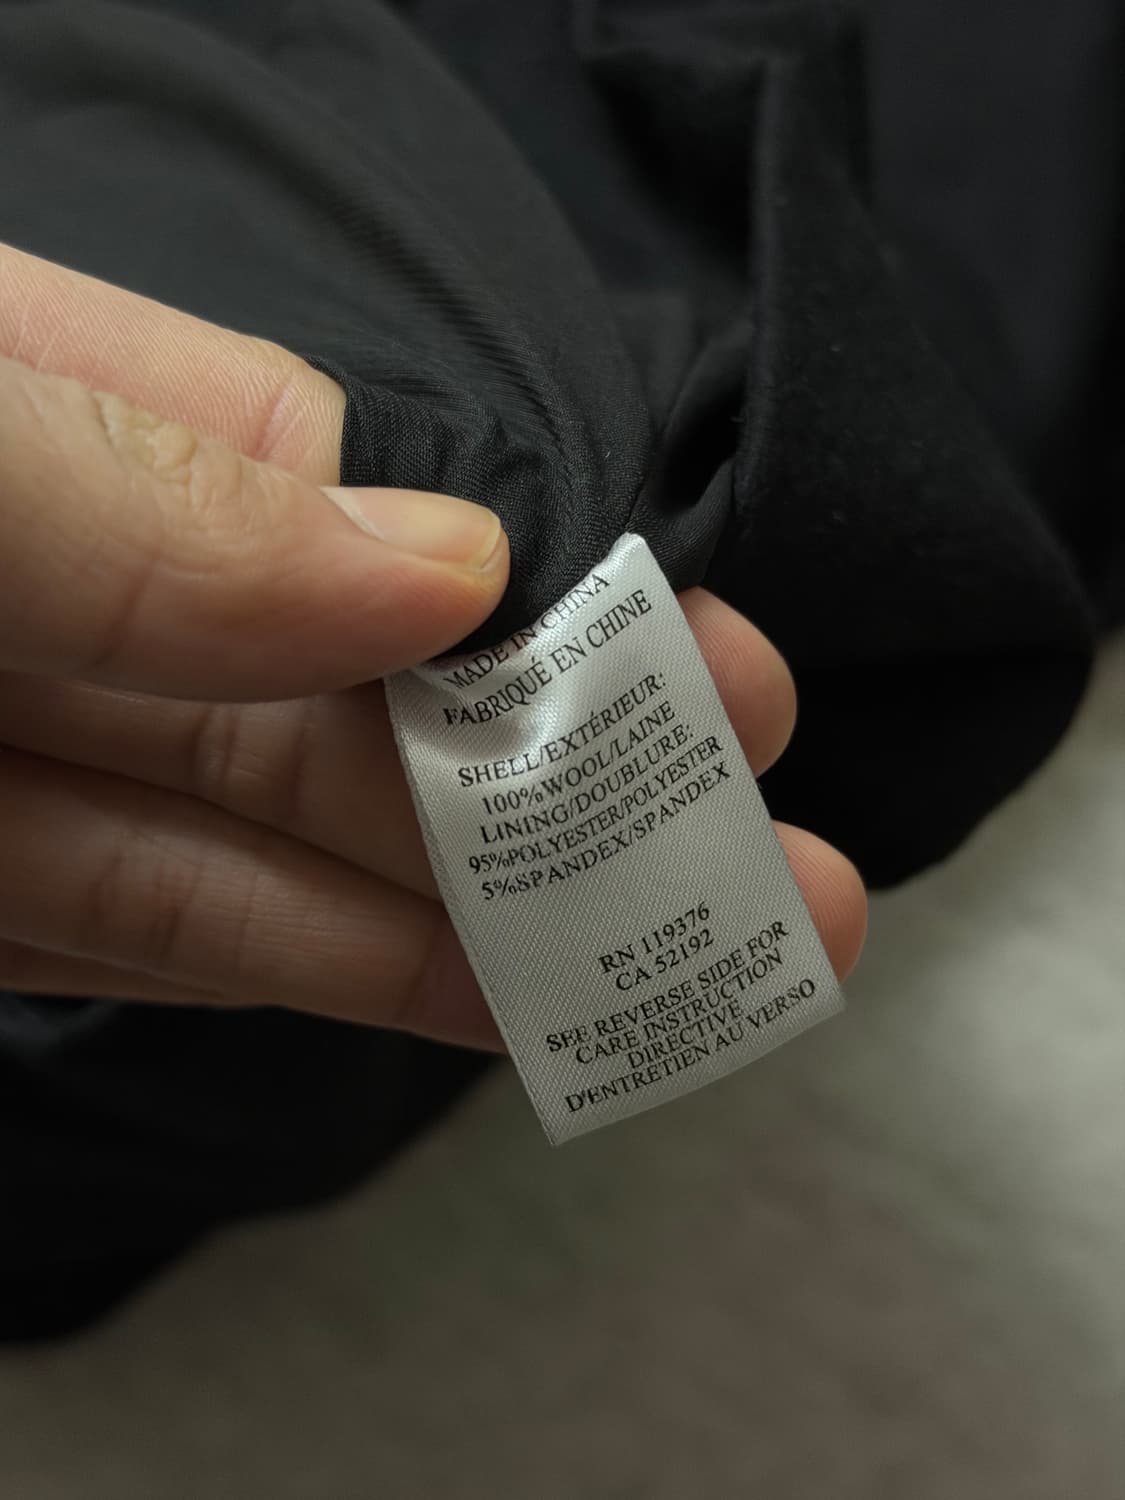 MADE IN CHINA
FABRIQUÉ EN CHINE
SHELL/EXTÉRIEUR:
100%WOOL/LAINE
LINING/DOUBLURE:
95%POLYESTER/POLYESTER
5%SPANDEX/SPANDEX
RN 119376
CA 52192
SEE REVERSE SIDE FOR
CARE INSTRUCTION
DIRECTIVE
D'ENTRETIEN AU VERSO